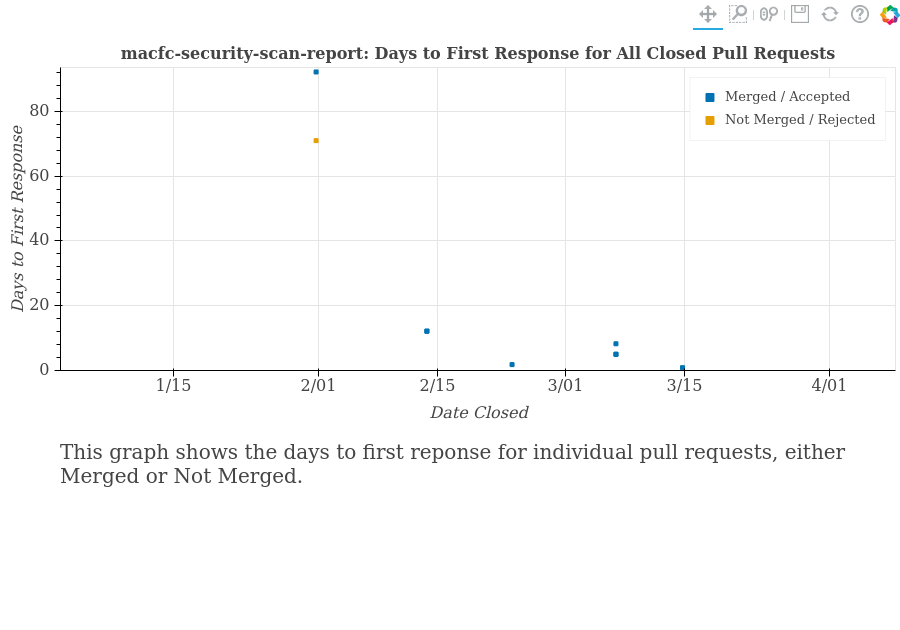 macfc-security-scan-report: Days to First Response for All Closed Pull Requests
Merged / Accepted
Not Merged / Rejected
Days to First Response
80
60
40
20
0
1/15 2/01 2/15 3/01 3/15 4/01
Date Closed
This graph shows the days to first reponse for individual pull requests, either
Merged or Not Merged.